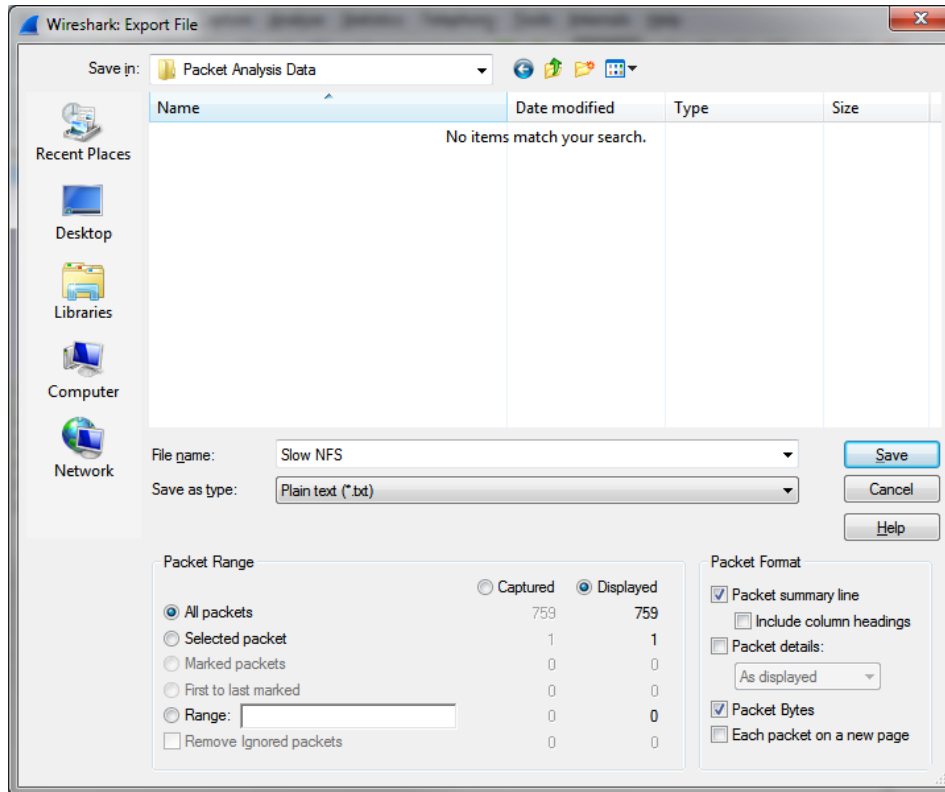 Wireshark: Export File
Save in: Packet Analysis Data
Name Date modified Type Size
No items match your search.
Recent Places
Desktop
Libraries
Computer
Network
File name: Slow NFS Save
Save as type: Plain text (*.txt) Cancel
Help
Packet Range Packet Format
Captured Displayed Packet summary line
All packets 759 759 Include column headings
Selected packet 1 1 Packet details:
Marked packets 0 0 As displayed
First to last marked 0 0
Range: 0 0 Packet Bytes
Remove Ignored packets 0 0 Each packet on a new page